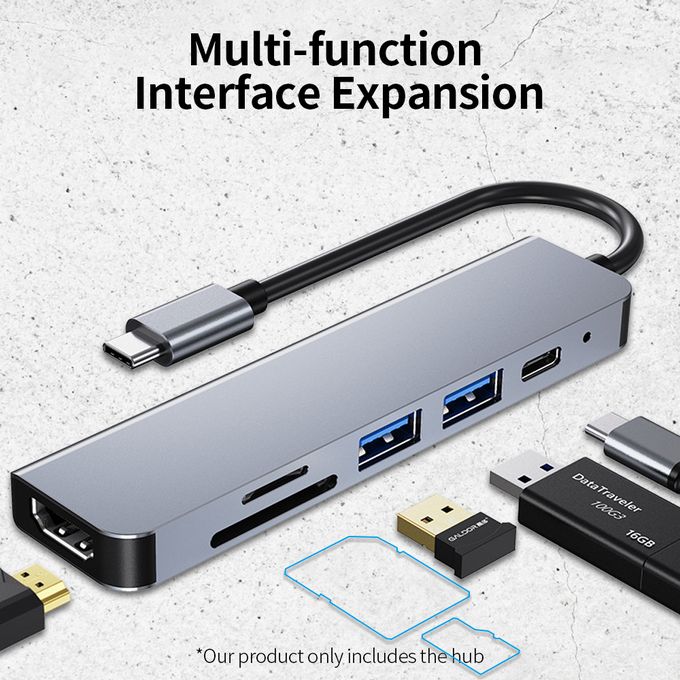 Multi-function
Interface Expansion
DataTraveler
100G3
16GB
*Our product only includes the hub